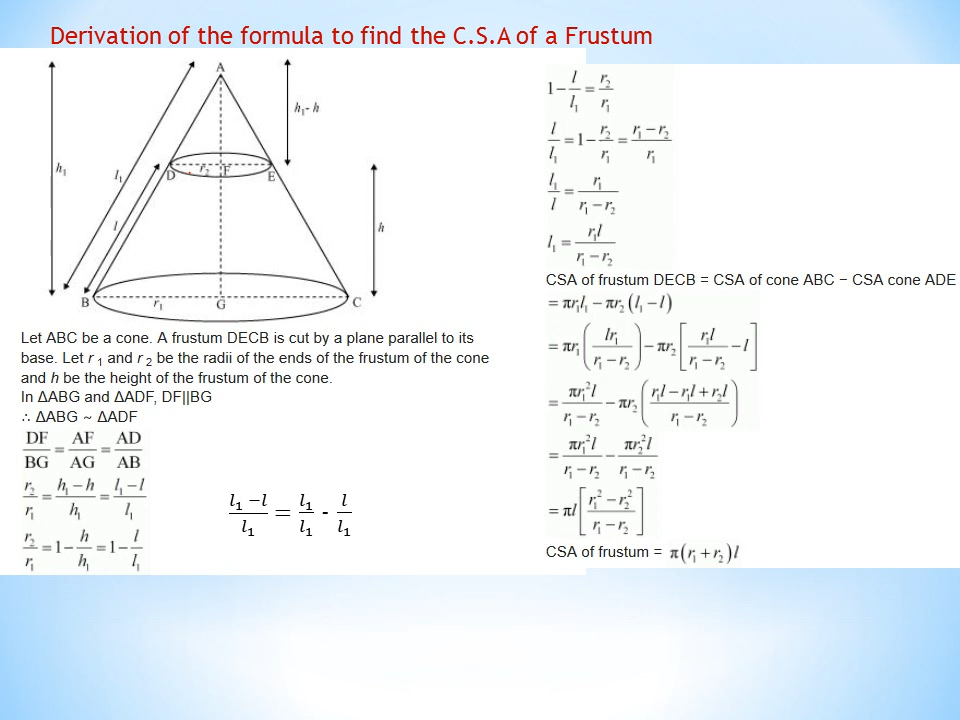 Derivation of the formula to find the C.S.A of a Frustum
A
h₁- h
h₁
l₁
D
r₂
F
E
l
h
B
r₁
G
C
Let ABC be a cone. A frustum DECB is cut by a plane parallel to its
base. Let r ₁ and r ₂ be the radii of the ends of the frustum of the cone
and h be the height of the frustum of the cone.
In ΔABG and ΔADF, DF||BG
∴ ΔABG ~ ΔADF
DF/BG = AF/AG = AD/AB
r₂/r₁ = (h₁ − h)/h₁ = (l₁ − l)/l₁
r₂/r₁ = 1 − h/h₁ = 1 − l/l₁
(l₁ − l)/l₁ = l₁/l₁ - l/l₁
1 − l/l₁ = r₂/r₁
l/l₁ = 1 − r₂/r₁ = (r₁ − r₂)/r₁
l₁/l = r₁/(r₁ − r₂)
l₁ = r₁l/(r₁ − r₂)
CSA of frustum DECB = CSA of cone ABC − CSA cone ADE
= πr₁l₁ − πr₂(l₁ − l)
= πr₁(lr₁/(r₁ − r₂)) − πr₂[r₁l/(r₁ − r₂) − l]
= πr₁²l/(r₁ − r₂) − πr₂((r₁l − r₁l + r₂l)/(r₁ − r₂))
= πr₁²l/(r₁ − r₂) − πr₂²l/(r₁ − r₂)
= πl[(r₁² − r₂²)/(r₁ − r₂)]
CSA of frustum = π(r₁ + r₂)l